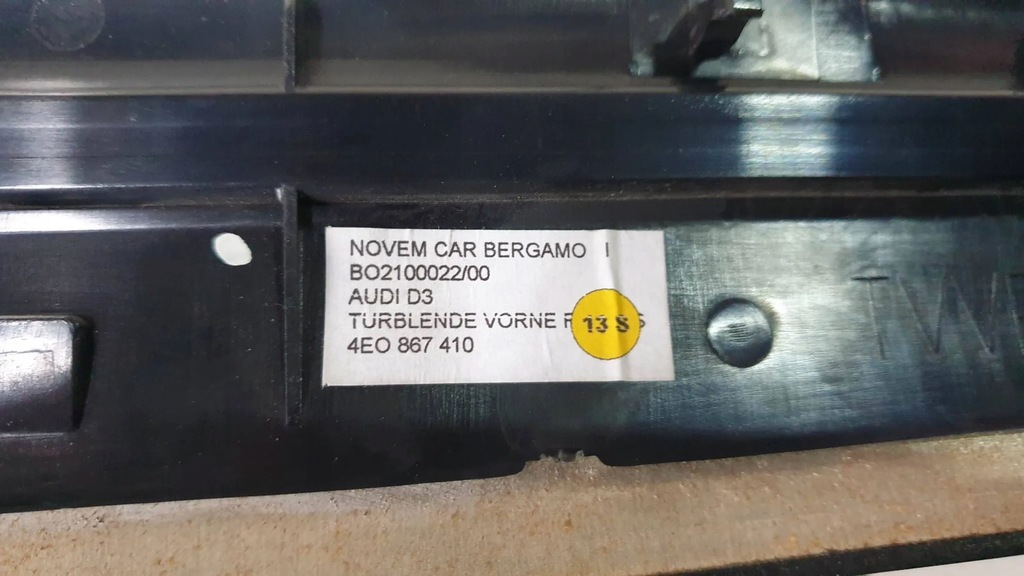 NOVEM CAR BERGAMO I
BO2100022/00
AUDI D3
TURBLENDE VORNE
13 S
4EO 867 410